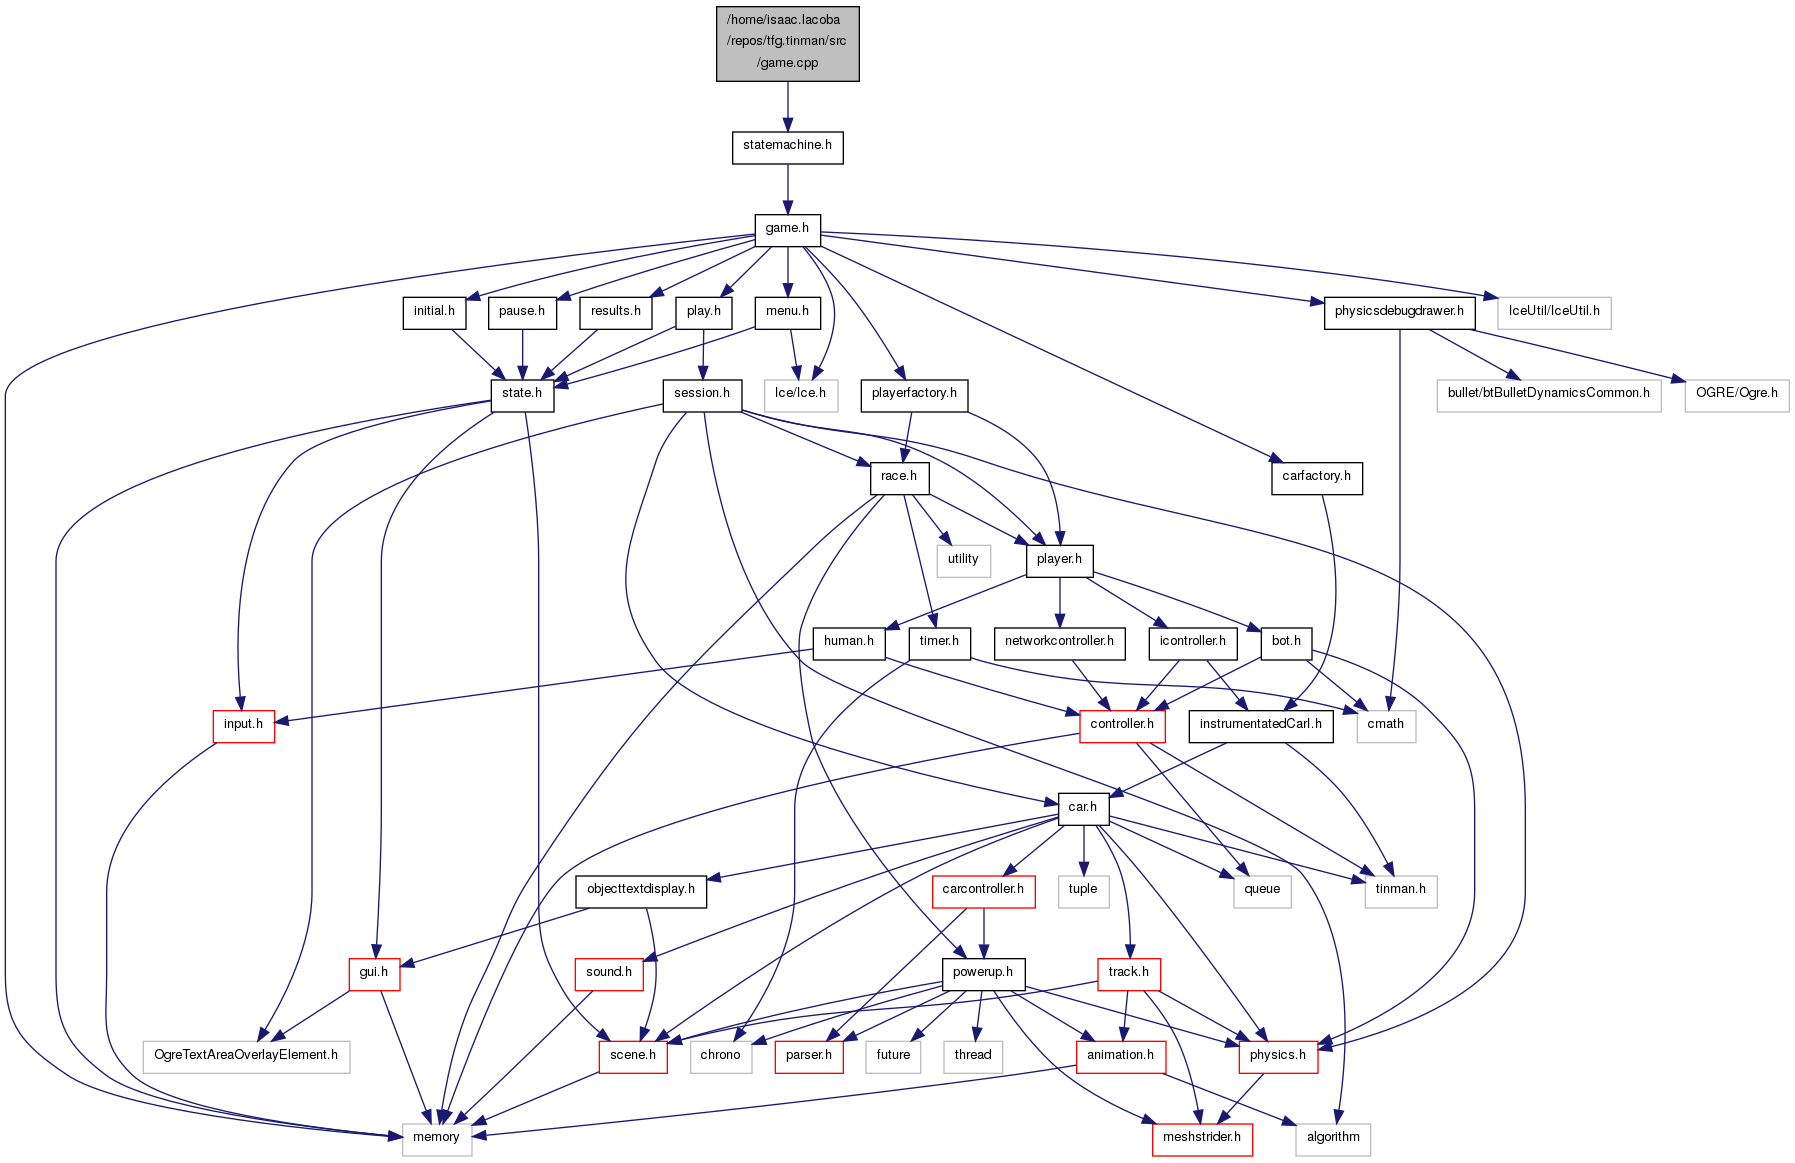 /home/isaac.lacoba
/repos/tfg.tinman/src
/game.cpp
statemachine.h
game.h
initial.h
pause.h
results.h
play.h
menu.h
physicsdebugdrawer.h
IceUtil/IceUtil.h
state.h
session.h
Ice/Ice.h
playerfactory.h
bullet/btBulletDynamicsCommon.h
OGRE/Ogre.h
race.h
carfactory.h
utility
player.h
human.h
timer.h
networkcontroller.h
icontroller.h
bot.h
input.h
controller.h
instrumentatedCarI.h
cmath
car.h
objecttextdisplay.h
carcontroller.h
tuple
queue
tinman.h
gui.h
sound.h
powerup.h
track.h
OgreTextAreaOverlayElement.h
scene.h
chrono
parser.h
future
thread
animation.h
physics.h
memory
meshstrider.h
algorithm